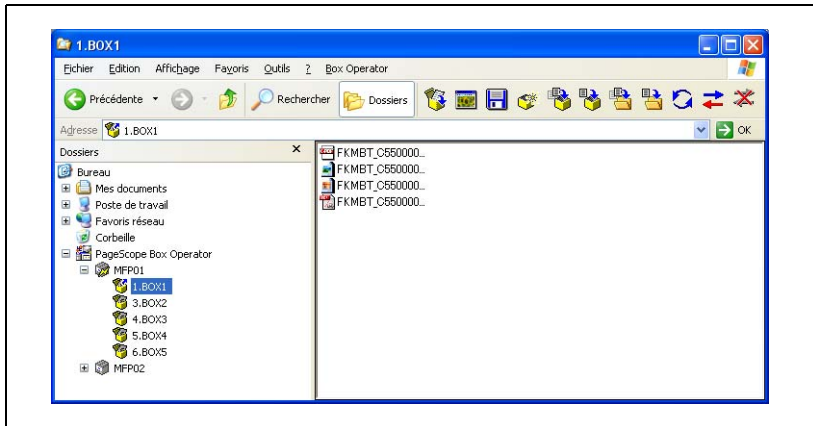 1.BOX1
Eichier Edition Affichage Favoris Outils ? Box Operator
Précédente Rechercher Dossiers
Adresse 1.BOX1 OK
Dossiers X
Bureau
Mes documents
Poste de travail
Favoris réseau
Corbeille
PageScope Box Operator
MFP01
1.BOX1
3.BOX2
4.BOX3
5.BOX4
6.BOX5
MFP02
FKMBT_C550000...
FKMBT_C550000...
FKMBT_C550000...
FKMBT_C550000...